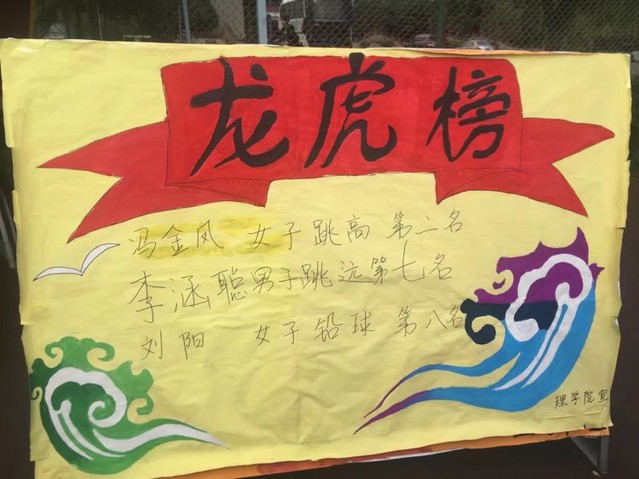 龙虎榜
冯金凤 女子跳高 第二名
李涵聪男子跳远第七名
刘阳 女子铅球 第八名
理学院宣